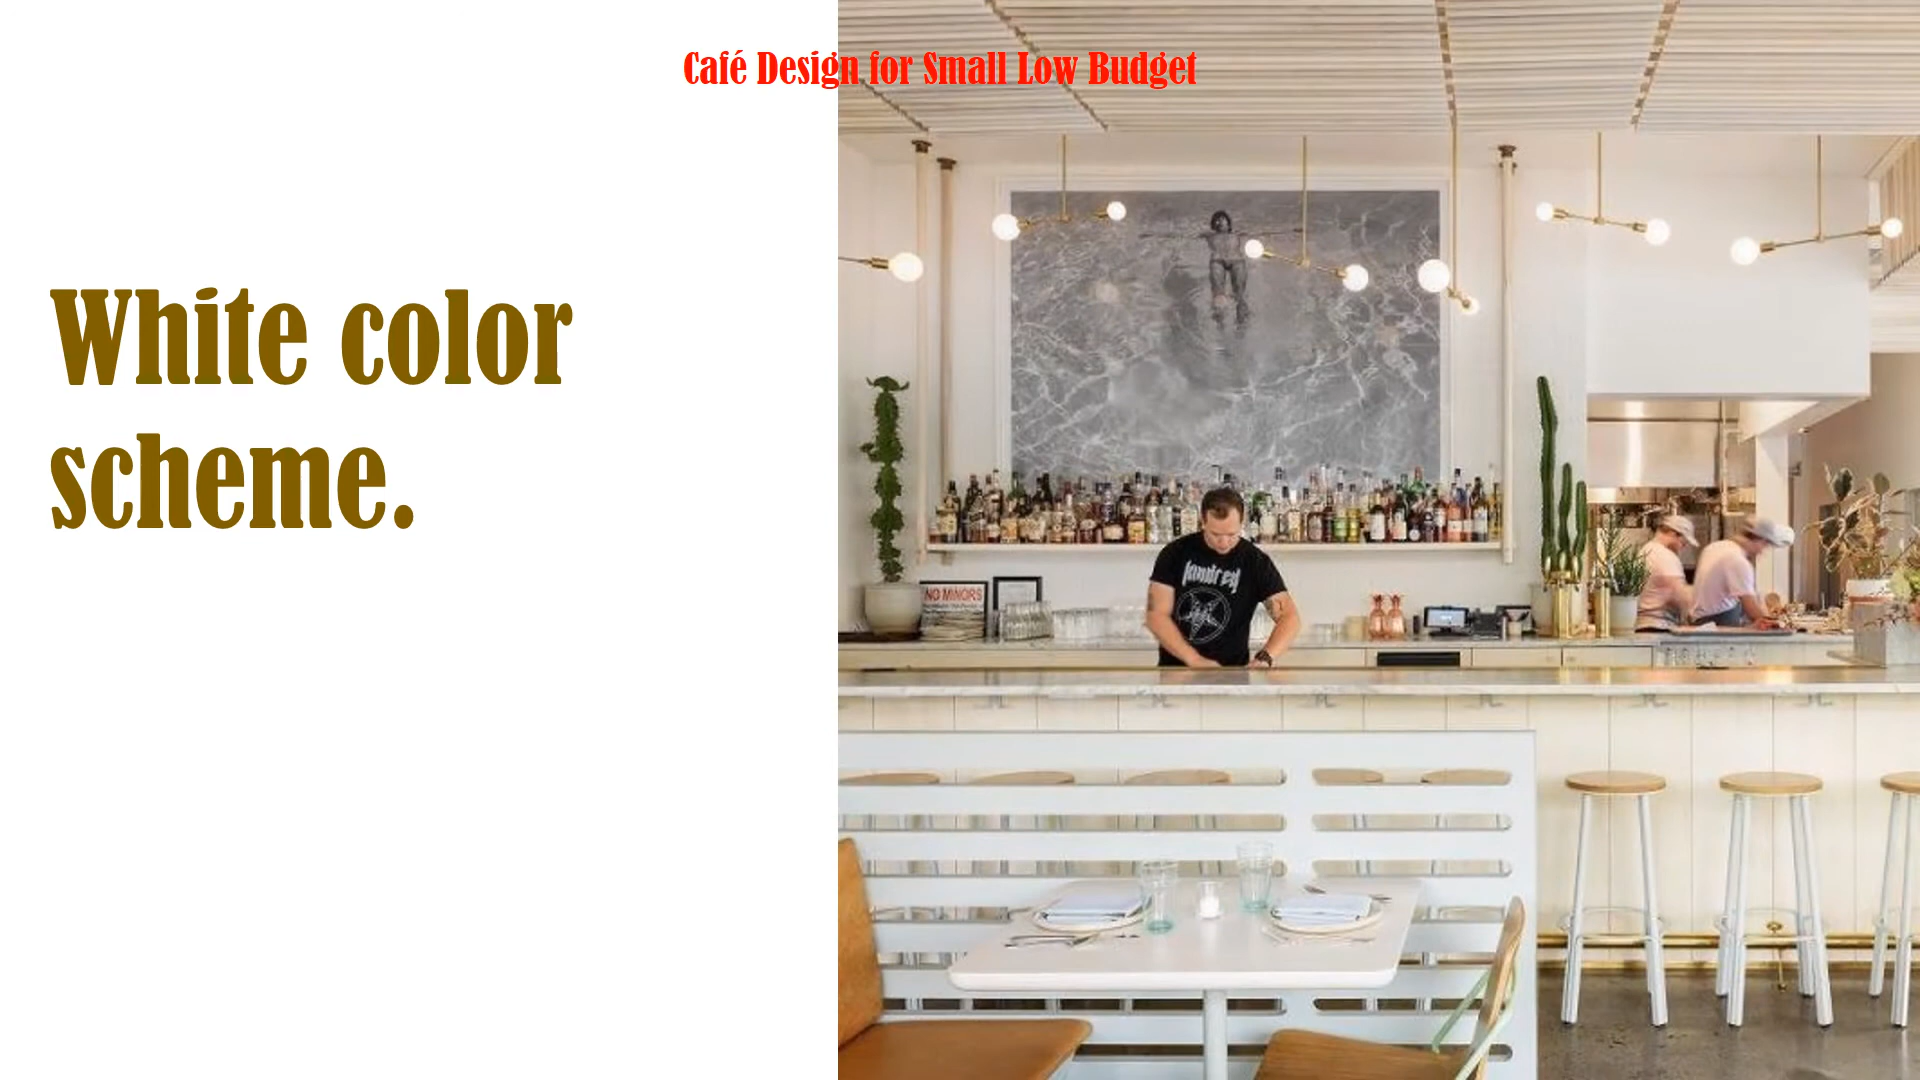 Café Design for Small Low Budget
White color
scheme.
NO MINORS